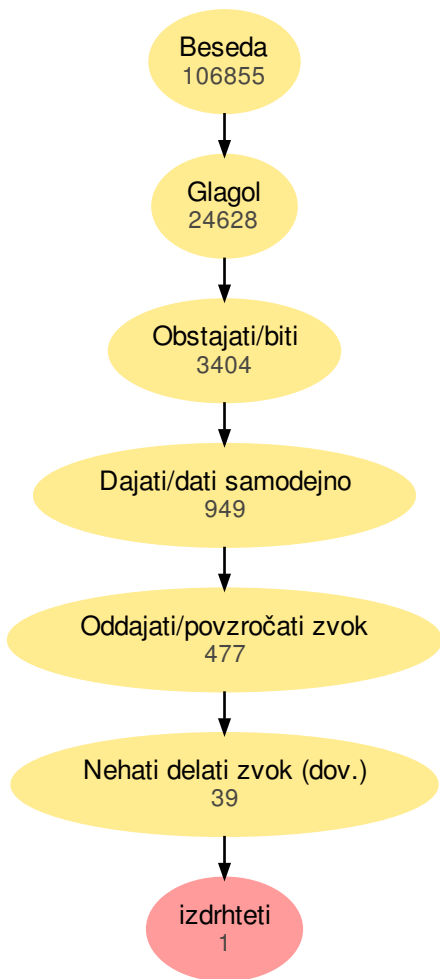 Beseda
106855
Glagol
24628
Obstajati/biti
3404
Dajati/dati samodejno
949
Oddajati/povzročati zvok
477
Nehati delati zvok (dov.)
39
izdrhteti
1